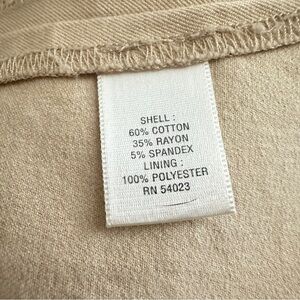 SHELL :
60% COTTON
35% RAYON
5% SPANDEX
LINING :
100% POLYESTER
RN 54023